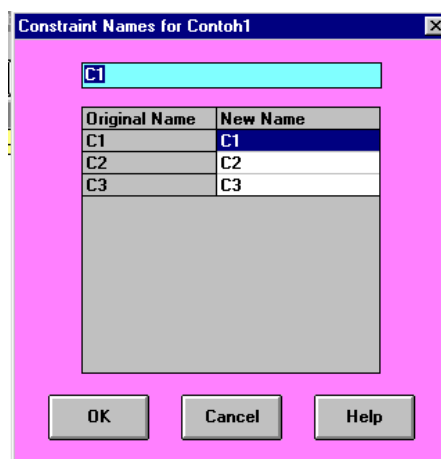 Constraint Names for Contoh1
C1
Original Name New Name
C1 C1
C2 C2
C3 C3
OK Cancel Help